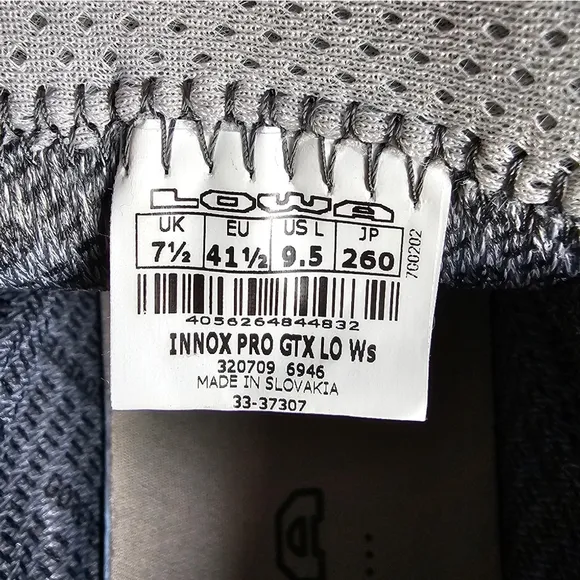 LOWA
UK EU US L JP
7½ 41½ 9.5 260
4056264844832
INNOX PRO GTX LO Ws
320709 6946
MADE IN SLOVAKIA
33-37307
7G0202